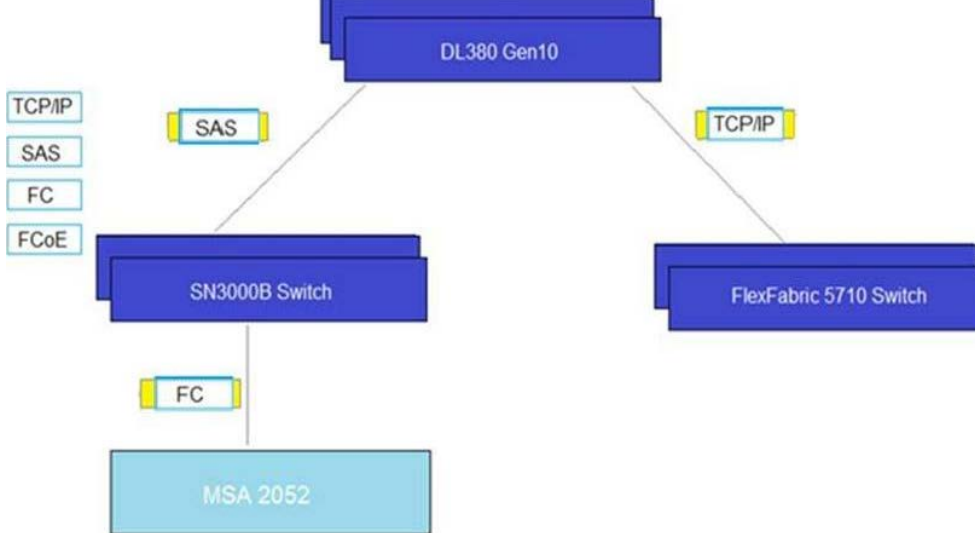 DL380 Gen10
TCP/IP
SAS
FC
FCoE
SAS
TCP/IP
SN3000B Switch
FlexFabric 5710 Switch
FC
MSA 2052